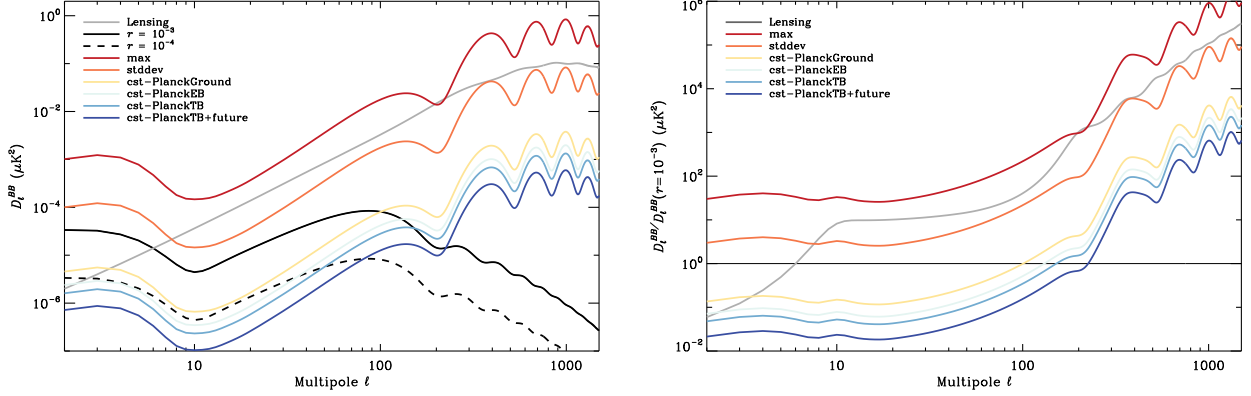 Lensing
r = 10⁻³
r = 10⁻⁴
max
stddev
cst-PlanckGround
cst-PlanckEB
cst-PlanckTB
cst-PlanckTB+future
10⁰
10⁻²
10⁻⁴
10⁻⁶
D_ℓ^BB (μK²)
10
100
1000
Multipole ℓ
Lensing
max
stddev
cst-PlanckGround
cst-PlanckEB
cst-PlanckTB
cst-PlanckTB+future
10⁶
10⁴
10²
10⁰
10⁻²
D_ℓ^BB/D_ℓ^BB(r=10⁻³) (μK²)
10
100
1000
Multipole ℓ